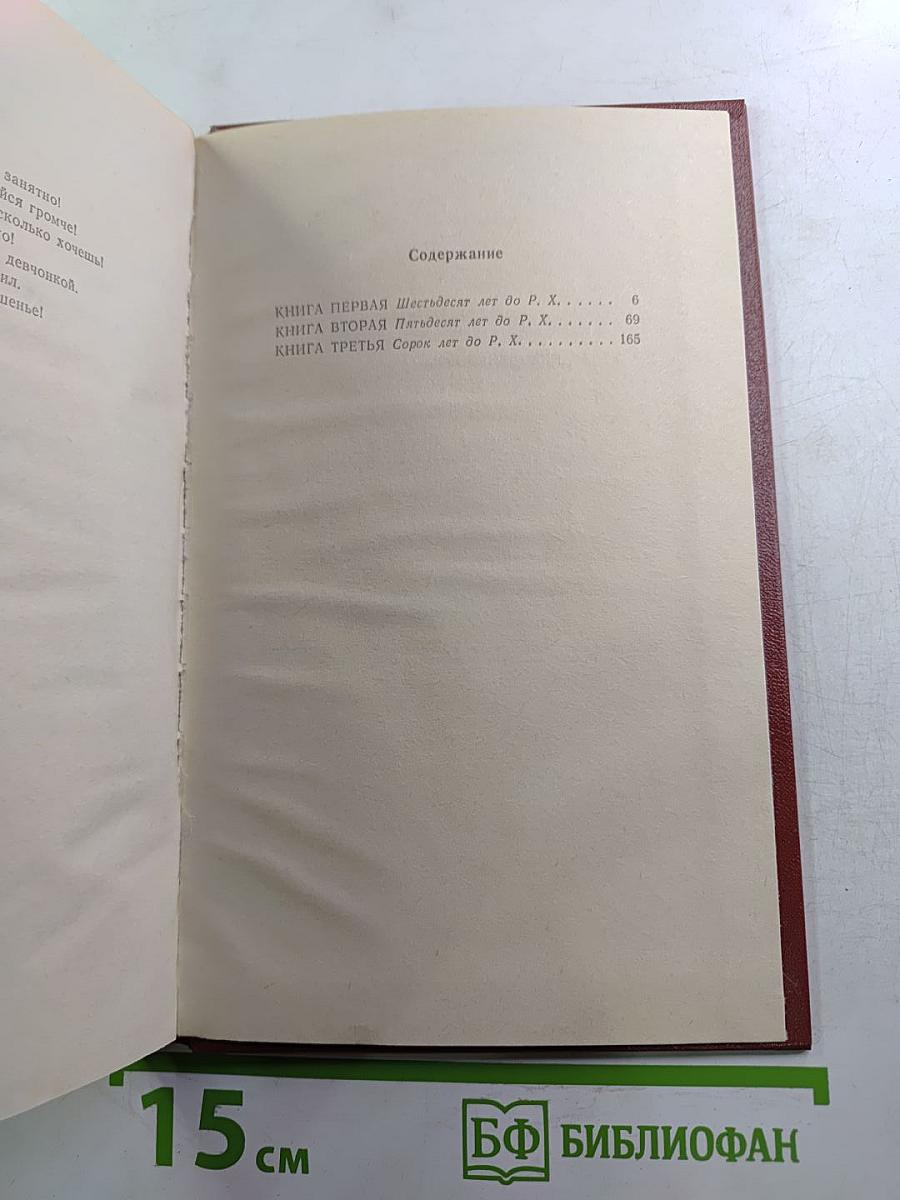 занятно!
йся громче!
сколько хочешь!
о!
девчонкой.
ил.
шенье!
Содержание
КНИГА ПЕРВАЯ Шестьдесят лет до Р. Х. . . . . . 6
КНИГА ВТОРАЯ Пятьдесят лет до Р. Х. . . . . . . 69
КНИГА ТРЕТЬЯ Сорок лет до Р. Х. . . . . . . . . . 165
15 см
БФ БИБЛИОФАН